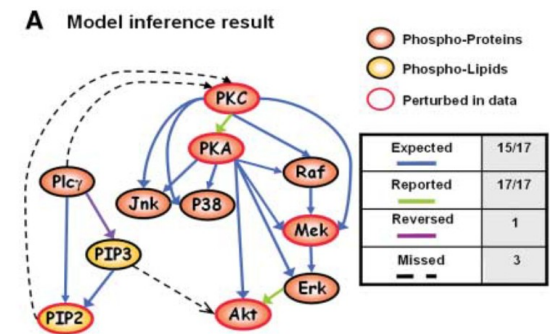 A Model inference result
Phospho-Proteins
Phospho-Lipids
Perturbed in data
PKC
PKA
Raf
Plcγ
Jnk
P38
Mek
PIP3
Erk
PIP2
Akt
Expected 15/17
Reported 17/17
Reversed 1
Missed 3